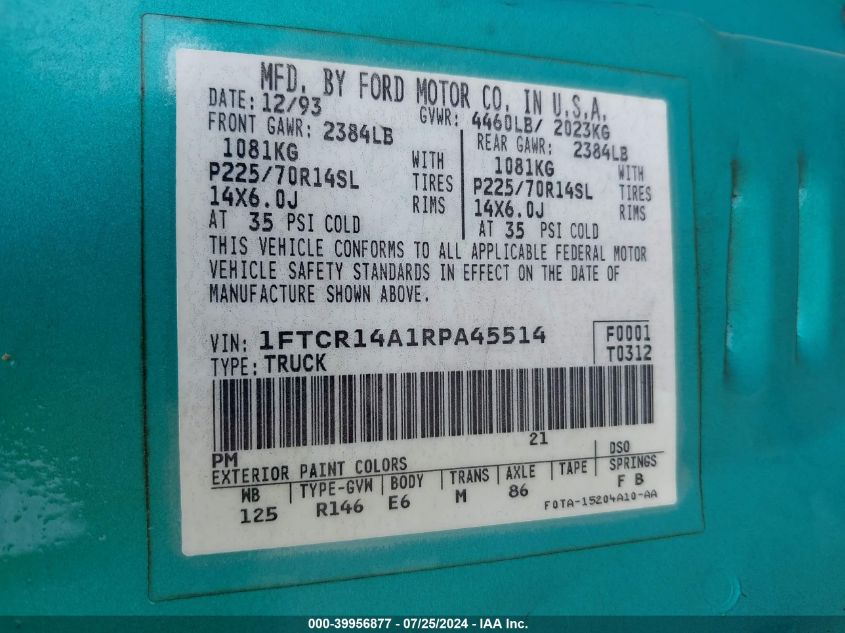 MFD. BY FORD MOTOR CO. IN U.S.A.
DATE: 12/93 GVWR: 4460LB/ 2023KG
FRONT GAWR: 2384LB REAR GAWR: 2384LB
1081KG WITH 1081KG WITH
P225/70R14SL TIRES P225/70R14SL TIRES
14X6.0J RIMS 14X6.0J RIMS
AT 35 PSI COLD AT 35 PSI COLD
THIS VEHICLE CONFORMS TO ALL APPLICABLE FEDERAL MOTOR
VEHICLE SAFETY STANDARDS IN EFFECT ON THE DATE OF
MANUFACTURE SHOWN ABOVE.
VIN: 1FTCR14A1RPA45514 F0001
TYPE: TRUCK T0312
21
PM
EXTERIOR PAINT COLORS DSO
WB TYPE-GVW BODY TRANS AXLE TAPE SPRINGS
125 R146 E6 M 86 F B
F0TA-15204A10-AA
000-39956877 - 07/25/2024 - IAA Inc.